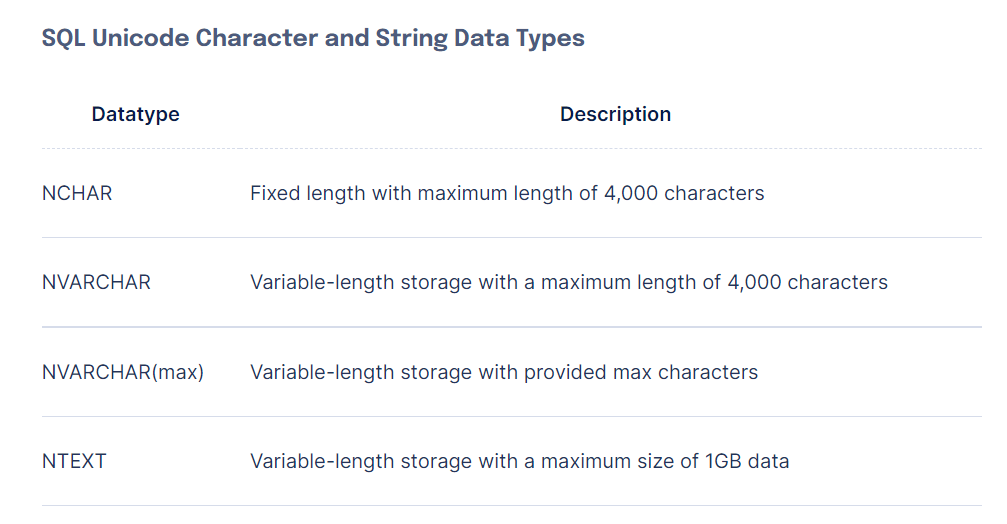 SQL Unicode Character and String Data Types
Datatype Description
NCHAR Fixed length with maximum length of 4,000 characters
NVARCHAR Variable-length storage with a maximum length of 4,000 characters
NVARCHAR(max) Variable-length storage with provided max characters
NTEXT Variable-length storage with a maximum size of 1GB data